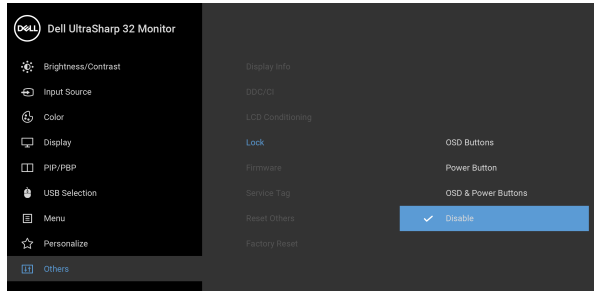 DELL
Dell UltraSharp 32 Monitor
Brightness/Contrast
Input Source
Color
Display
PIP/PBP
USB Selection
Menu
Personalize
Others
Display Info
DDC/CI
LCD Conditioning
Lock
Firmware
Service Tag
Reset Others
Factory Reset
OSD Buttons
Power Button
OSD & Power Buttons
Disable